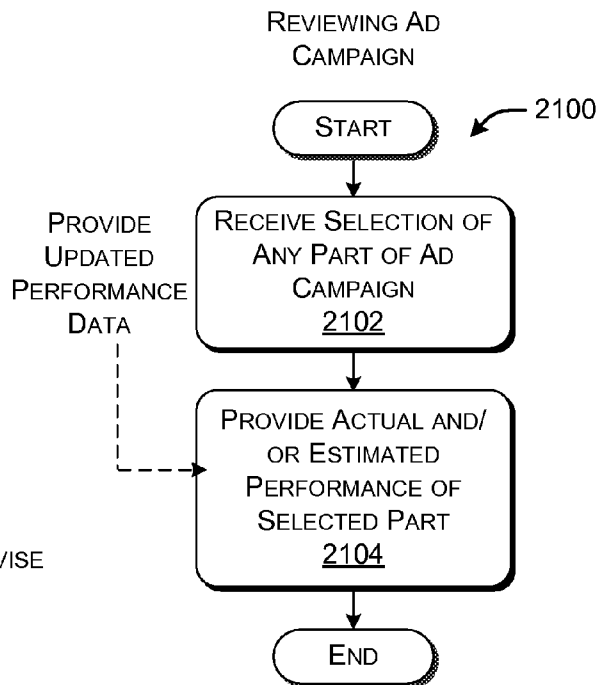 REVIEWING AD
CAMPAIGN
START
2100
PROVIDE
UPDATED
PERFORMANCE
DATA
RECEIVE SELECTION OF
ANY PART OF AD
CAMPAIGN
2102
PROVIDE ACTUAL AND/
OR ESTIMATED
PERFORMANCE OF
SELECTED PART
2104
VISE
END